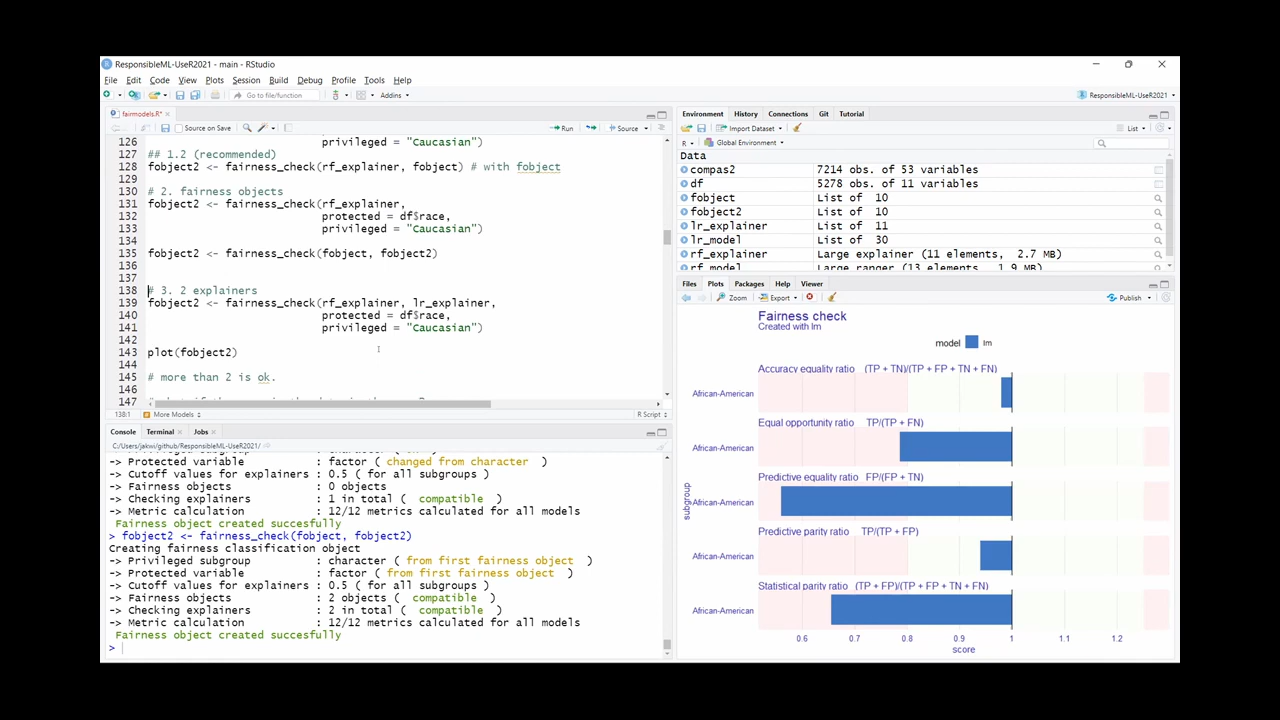 ResponsibleML-UseR2021 - main - RStudio
File Edit Code View Plots Session Build Debug Profile Tools Help
Go to file/function Addins ResponsibleML-UseR2021
fairmodels.R*
Source on Save Run Source
126 privileged = "Caucasian")
127 ## 1.2 (recommended)
128 fobject2 <- fairness_check(rf_explainer, fobject) # with fobject
129
130 # 2. fairness objects
131 fobject2 <- fairness_check(rf_explainer,
132 protected = df$race,
133 privileged = "Caucasian")
134
135 fobject2 <- fairness_check(fobject, fobject2)
136
137
138 # 3. 2 explainers
139 fobject2 <- fairness_check(rf_explainer, lr_explainer,
140 protected = df$race,
141 privileged = "Caucasian")
142
143 plot(fobject2)
144
145 # more than 2 is ok.
146
147
138:1 More Models R Script
Console Terminal Jobs
C:/Users/jakwi/github/ResponsibleML-UseR2021/
-> Protected variable : factor ( changed from character )
-> Cutoff values for explainers : 0.5 ( for all subgroups )
-> Fairness objects : 0 objects
-> Checking explainers : 1 in total ( compatible )
-> Metric calculation : 12/12 metrics calculated for all models
Fairness object created succesfully
> fobject2 <- fairness_check(fobject, fobject2)
Creating fairness classification object
-> Privileged subgroup : character ( from first fairness object )
-> Protected variable : factor ( from first fairness object )
-> Cutoff values for explainers : 0.5 ( for all subgroups )
-> Fairness objects : 2 objects ( compatible )
-> Checking explainers : 2 in total ( compatible )
-> Metric calculation : 12/12 metrics calculated for all models
Fairness object created succesfully
>
Environment History Connections Git Tutorial
Import Dataset List
R Global Environment
Data
compas2 7214 obs. of 53 variables
df 5278 obs. of 11 variables
fobject List of 10
fobject2 List of 10
lr_explainer List of 11
lr_model List of 30
rf_explainer Large explainer (11 elements, 2.7 MB)
rf_model Large ranger (13 elements, 1.9 MB)
Files Plots Packages Help Viewer
Zoom Export Publish
Fairness check
Created with lm
model lm
Accuracy equality ratio (TP + TN)/(TP + FP + TN + FN)
African-American
Equal opportunity ratio TP/(TP + FN)
African-American
Predictive equality ratio FP/(FP + TN)
African-American
Predictive parity ratio TP/(TP + FP)
African-American
Statistical parity ratio (TP + FP)/(TP + FP + TN + FN)
African-American
subgroup
0.6 0.7 0.8 0.9 1 1.1 1.2
score